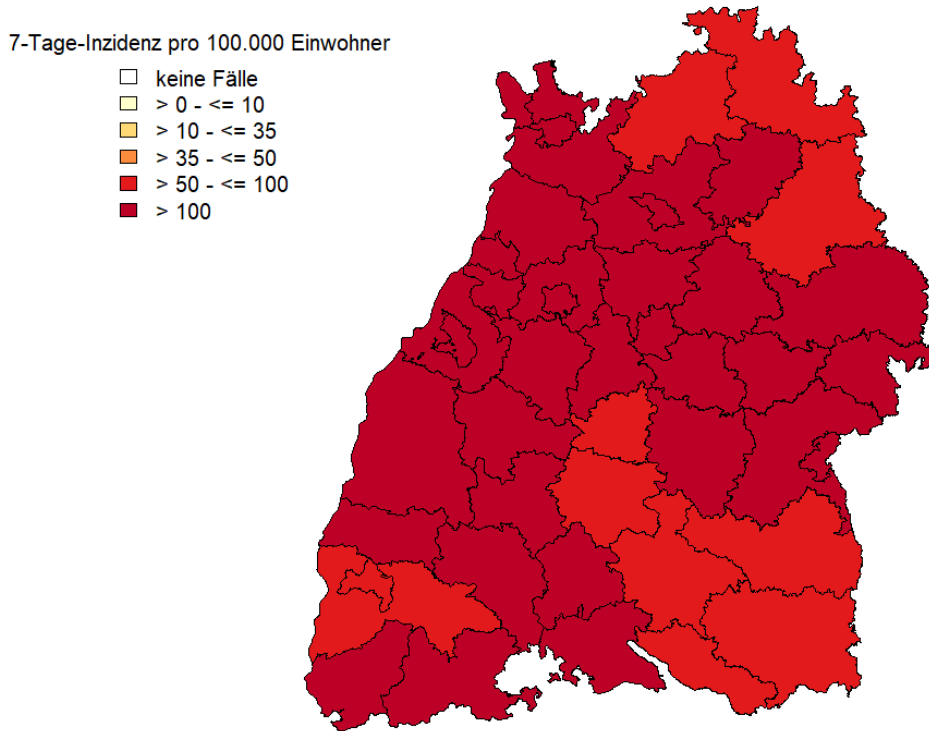 7-Tage-Inzidenz pro 100.000 Einwohner
keine Fälle
> 0 - <= 10
> 10 - <= 35
> 35 - <= 50
> 50 - <= 100
> 100